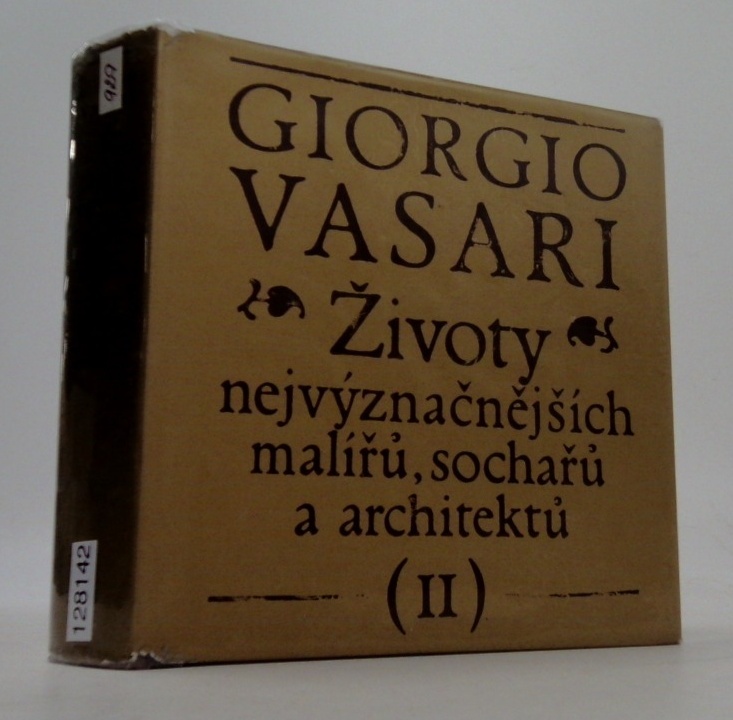 GIORGIO
VASARI
Životy
nejvýznačnějších
malířů, sochařů
a architektů
(II)
128142